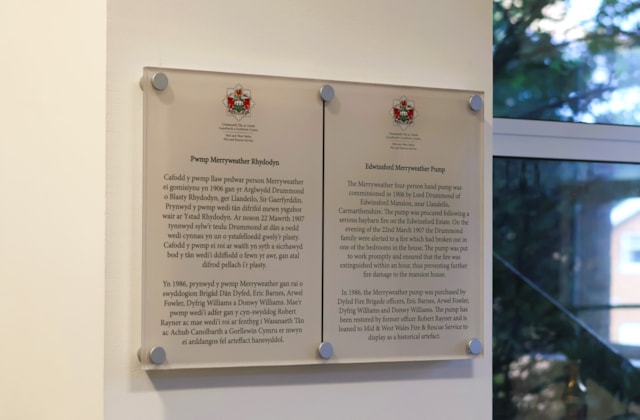 Pwmp Merryweather Rhydodyn
Cafodd y pwmp llaw pedwar person Merryweather
ei gomisiynu yn 1906 gan yr Arglwydd Drummond
o Blasty Rhydodyn, ger Llandeilo, Sir Gaerfyrddin.
Prynwyd y pwmp wedi tân difrifol mewn ysgubor
wair ar Ystad Rhydodyn. Ar noson 22 Mawrth 1907
tynnwyd sylw'r teulu Drummond at dân a oedd
wedi cynnau yn un o ystafelloedd gwely'r plasty.
Cafodd y pwmp ei roi ar waith yn syth a sicrhawyd
bod y tân wedi'i ddiffodd o fewn yr awr, gan atal
difrod pellach i'r plasty.
Yn 1986, prynwyd y pwmp Merryweather gan rai o
swyddogion Brigâd Dân Dyfed, Eric Barnes, Arwel
Fowler, Dyfrig Williams a Donsey Williams. Mae'r
pwmp wedi'i adfer gan y cyn-swyddog Robert
Rayner ac mae wedi'i roi ar fenthyg i Wasanaeth Tân
ac Achub Canolbarth a Gorllewin Cymru er mwyn
ei arddangos fel arteffact hanesyddol.
Edwinsford Merryweather Pump
The Merryweather four-person hand pump was
commissioned in 1906 by Lord Drummond of
Edwinsford Mansion, near Llandeilo,
Carmarthenshire. The pump was procured following a
serious haybarn fire on the Edwinsford Estate. On the
evening of the 22nd March 1907 the Drummond
family were alerted to a fire which had broken out in
one of the bedrooms in the house. The pump was put
to work promptly and ensured that the fire was
extinguished within an hour, thus preventing further
fire damage to the mansion house.
In 1986, the Merryweather pump was purchased by
Dyfed Fire Brigade officers, Eric Barnes, Arwel Fowler,
Dyfrig Williams and Donsey Williams. The pump has
been restored by former officer Robert Rayner and is
loaned to Mid & West Wales Fire & Rescue Service to
display as a historical artefact.